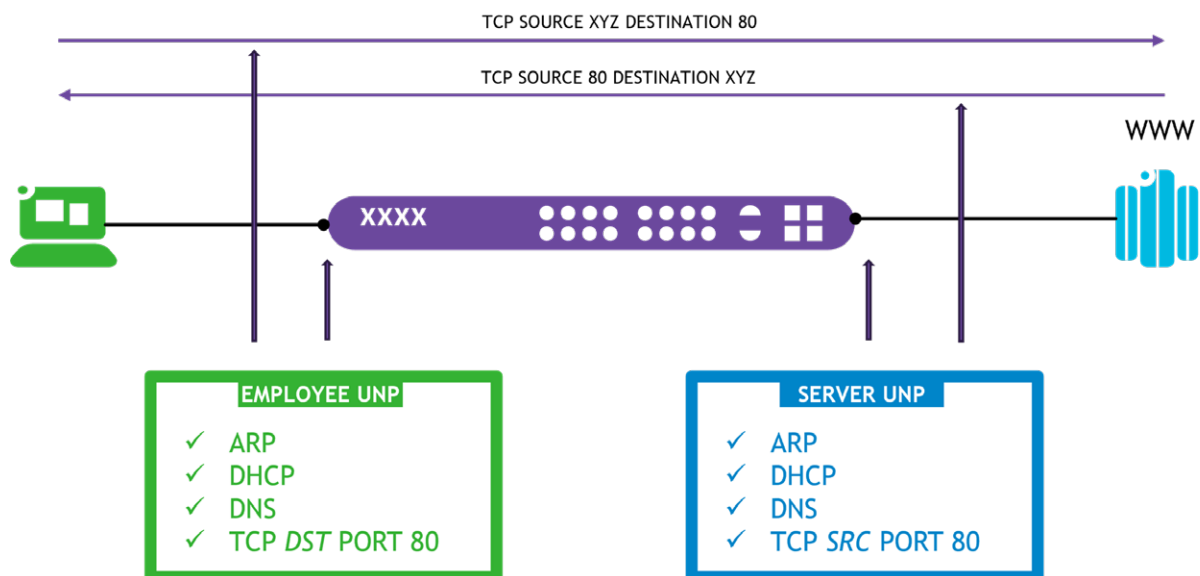 TCP SOURCE XYZ DESTINATION 80
TCP SOURCE 80 DESTINATION XYZ
WWW
XXXX
EMPLOYEE UNP
✓ ARP
✓ DHCP
✓ DNS
✓ TCP DST PORT 80
SERVER UNP
✓ ARP
✓ DHCP
✓ DNS
✓ TCP SRC PORT 80